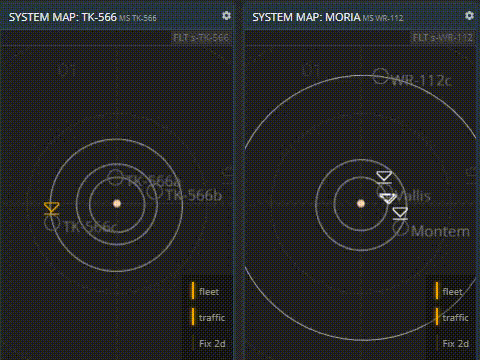 SYSTEM MAP: TK-566 MS TK-566
FLT s-TK-566
01
TK-566a
TK-566b
TK-566c
fleet
traffic
Fix 2d
SYSTEM MAP: MORIA MS WR-112
FLT s-WR-112
01
WR-112c
Vallis
Montem
fleet
traffic
Fix 2d